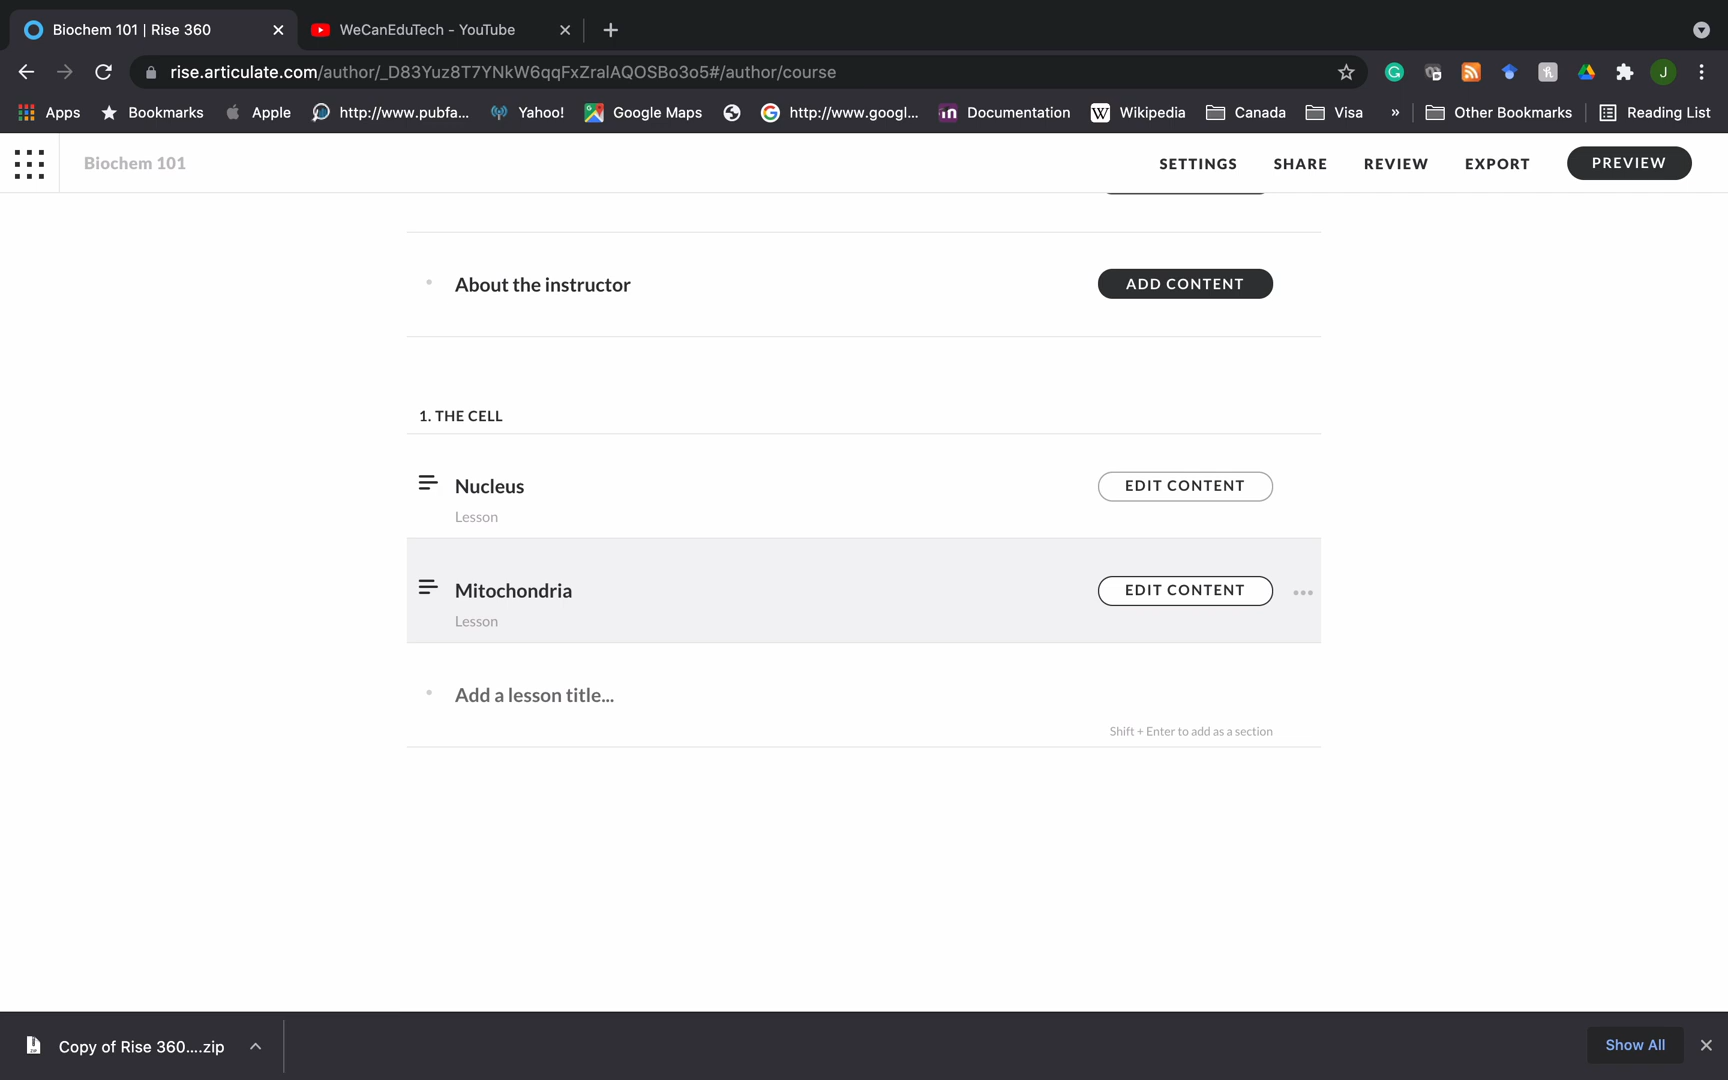 Biochem 101 | Rise 360
WeCanEduTech - YouTube
rise.articulate.com/author/_D83Yuz8T7YNkW6qqFxZralAQOSBo3o5#/author/course
J
Apps
Bookmarks
Apple
http://www.pubfa...
Yahoo!
Google Maps
http://www.googl...
Documentation
Wikipedia
Canada
Visa
»
Other Bookmarks
Reading List
Biochem 101
SETTINGS
SHARE
REVIEW
EXPORT
PREVIEW
About the instructor
ADD CONTENT
1. THE CELL
Nucleus
EDIT CONTENT
Lesson
Mitochondria
EDIT CONTENT
Lesson
Add a lesson title...
Shift + Enter to add as a section
Copy of Rise 360....zip
Show All